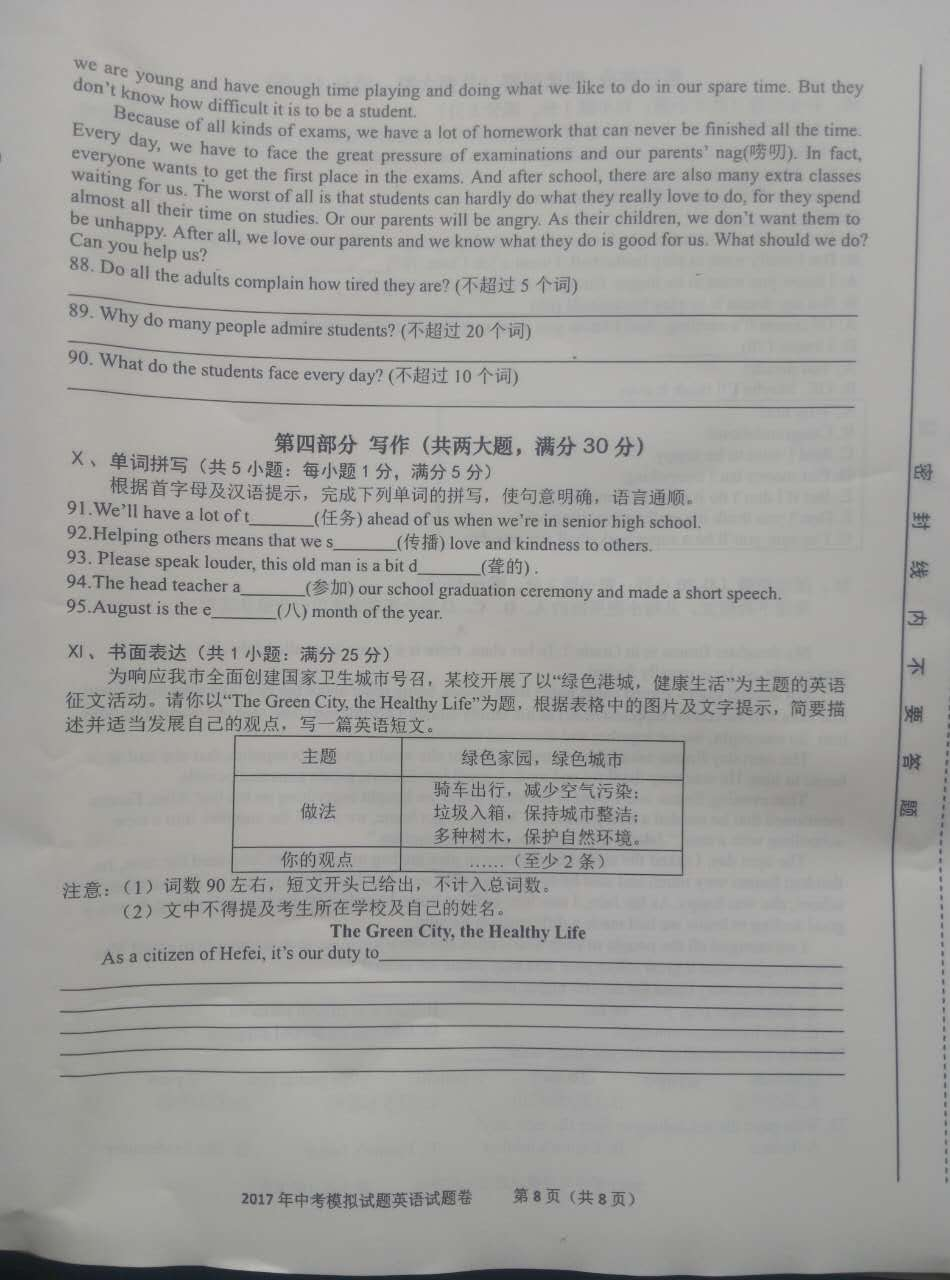 we are young and have enough time playing and doing what we like to do in our spare time. But they
don't know how difficult it is to be a student.
Because of all kinds of exams, we have a lot of homework that can never be finished all the time.
Every day, we have to face the great pressure of examinations and our parents' nag(唠叨). In fact,
everyone wants to get the first place in the exams. And after school, there are also many extra classes
waiting for us. The worst of all is that students can hardly do what they really love to do, for they spend
almost all their time on studies. Or our parents will be angry. As their children, we don't want them to
be unhappy. After all, we love our parents and we know what they do is good for us. What should we do?
Can you help us?
88. Do all the adults complain how tired they are? (不超过 5 个词)
89. Why do many people admire students? (不超过 20 个词)
90. What do the students face every day? (不超过 10 个词)
第四部分 写作（共两大题，满分 30 分）
X、单词拼写（共 5 小题：每小题 1 分，满分 5 分）
根据首字母及汉语提示，完成下列单词的拼写，使句意明确，语言通顺。
91.We'll have a lot of t_______(任务) ahead of us when we're in senior high school.
92.Helping others means that we s_______(传播) love and kindness to others.
93. Please speak louder, this old man is a bit d_______(聋的) .
94.The head teacher a_______(参加) our school graduation ceremony and made a short speech.
95.August is the e_______(八) month of the year.
XI、书面表达（共 1 小题：满分 25 分）
为响应我市全面创建国家卫生城市号召，某校开展了以“绿色港城，健康生活”为主题的英语
征文活动。请你以“The Green City, the Healthy Life”为题，根据表格中的图片及文字提示，简要描
述并适当发展自己的观点，写一篇英语短文。
主题 绿色家园，绿色城市
做法 骑车出行，减少空气污染；
垃圾入箱，保持城市整洁；
多种树木，保护自然环境。
你的观点 ……（至少 2 条）
注意：（1）词数 90 左右，短文开头已给出，不计入总词数。
（2）文中不得提及考生所在学校及自己的姓名。
The Green City, the Healthy Life
As a citizen of Hefei, it's our duty to
2017 年中考模拟试题英语试题卷 第 8 页（共 8 页）
密封线内不要答题